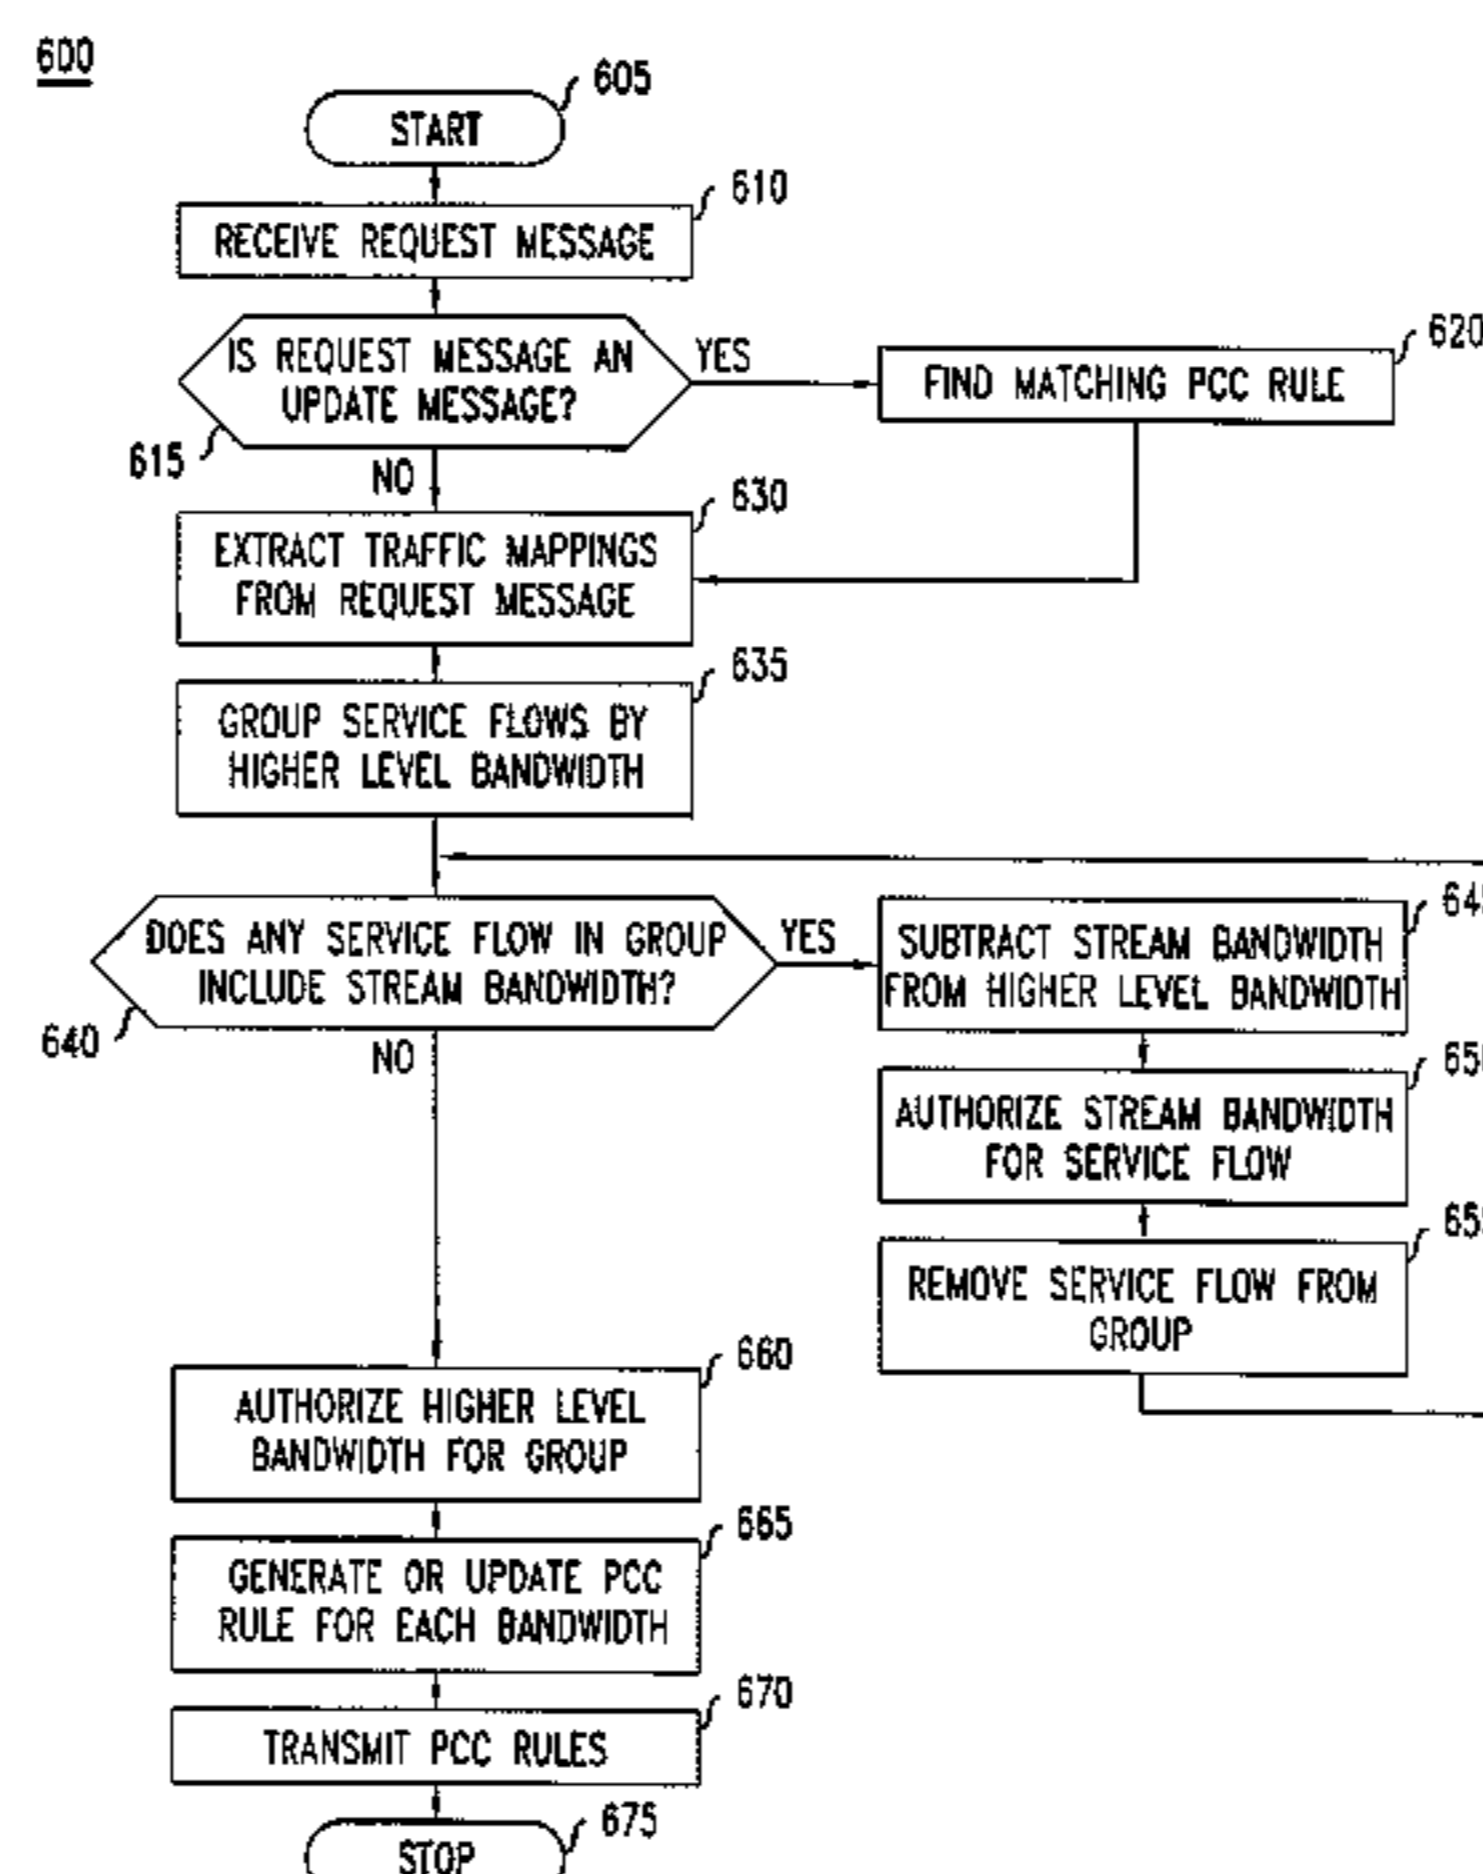 600
605
START
610
RECEIVE REQUEST MESSAGE
IS REQUEST MESSAGE AN
UPDATE MESSAGE?
YES
615
NO
620
FIND MATCHING PCC RULE
630
EXTRACT TRAFFIC MAPPINGS
FROM REQUEST MESSAGE
635
GROUP SERVICE FLOWS BY
HIGHER LEVEL BANDWIDTH
DOES ANY SERVICE FLOW IN GROUP
INCLUDE STREAM BANDWIDTH?
YES
640
NO
SUBTRACT STREAM BANDWIDTH
FROM HIGHER LEVEL BANDWIDTH
AUTHORIZE STREAM BANDWIDTH
FOR SERVICE FLOW
REMOVE SERVICE FLOW FROM
GROUP
660
AUTHORIZE HIGHER LEVEL
BANDWIDTH FOR GROUP
665
GENERATE OR UPDATE PCC
RULE FOR EACH BANDWIDTH
670
TRANSMIT PCC RULES
675
STOP